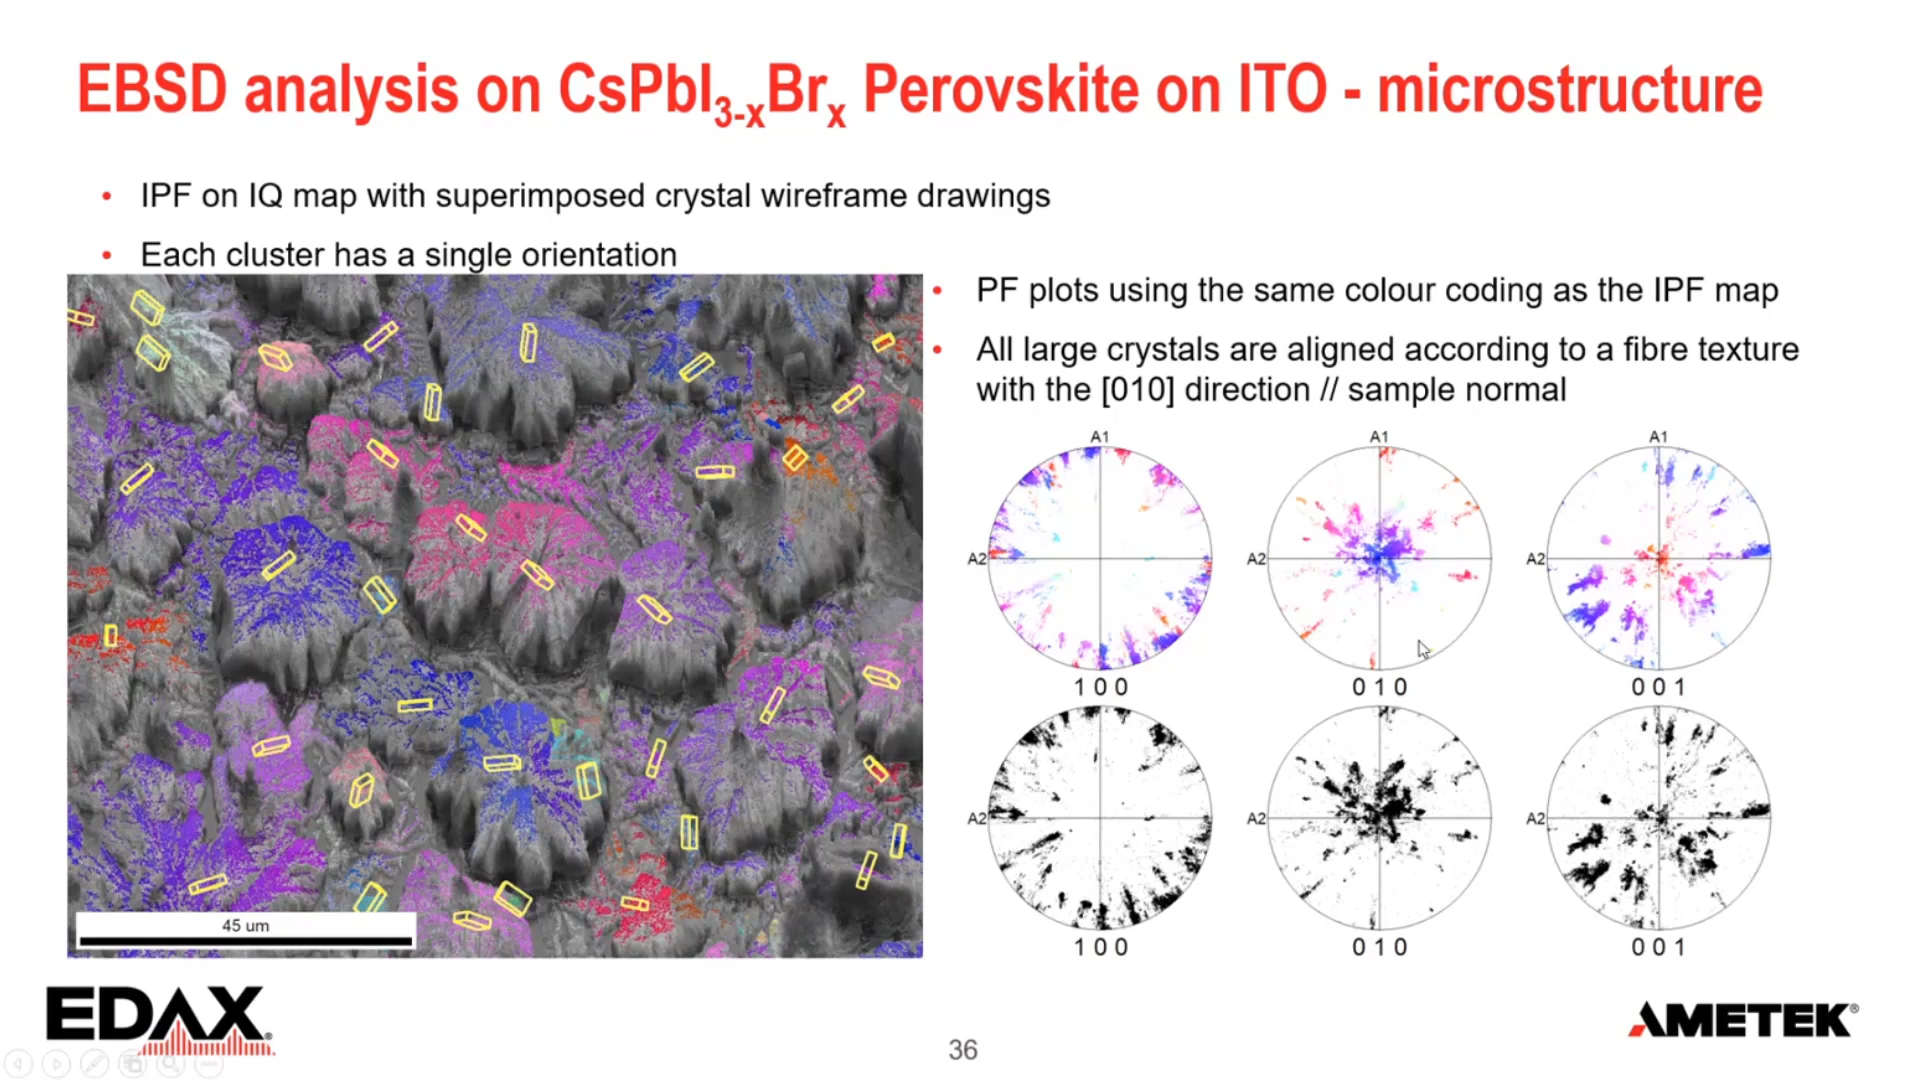 EBSD analysis on CsPbI3-xBrx Perovskite on ITO - microstructure
• IPF on IQ map with superimposed crystal wireframe drawings
• Each cluster has a single orientation
• PF plots using the same colour coding as the IPF map
• All large crystals are aligned according to a fibre texture
with the [010] direction // sample normal
A1 A1 A1
A2 A2 A2
1 0 0 0 1 0 0 0 1
A2 A2 A2
1 0 0 0 1 0 0 0 1
45 um
EDAX®
36
AMETEK®